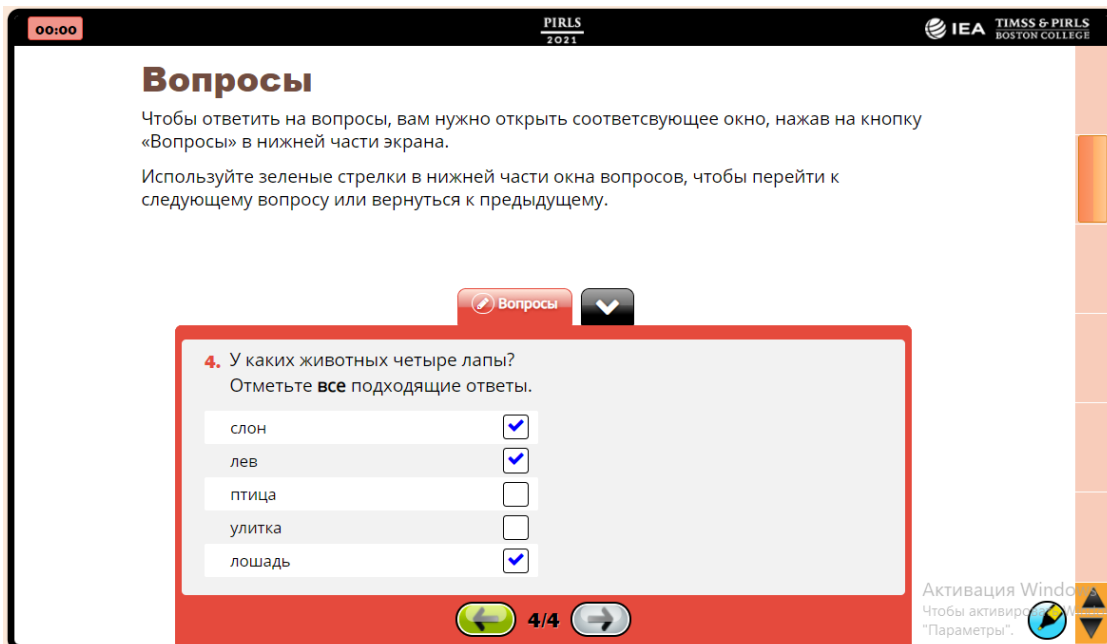 00:00
PIRLS
2021
IEA
TIMSS & PIRLS
BOSTON COLLEGE
Вопросы
Чтобы ответить на вопросы, вам нужно открыть соответсвующее окно, нажав на кнопку
«Вопросы» в нижней части экрана.
Используйте зеленые стрелки в нижней части окна вопросов, чтобы перейти к
следующему вопросу или вернуться к предыдущему.
Вопросы
4. У каких животных четыре лапы?
Отметьте все подходящие ответы.
слон
лев
птица
улитка
лошадь
4/4
Активация Windows
Чтобы
"Параметры".